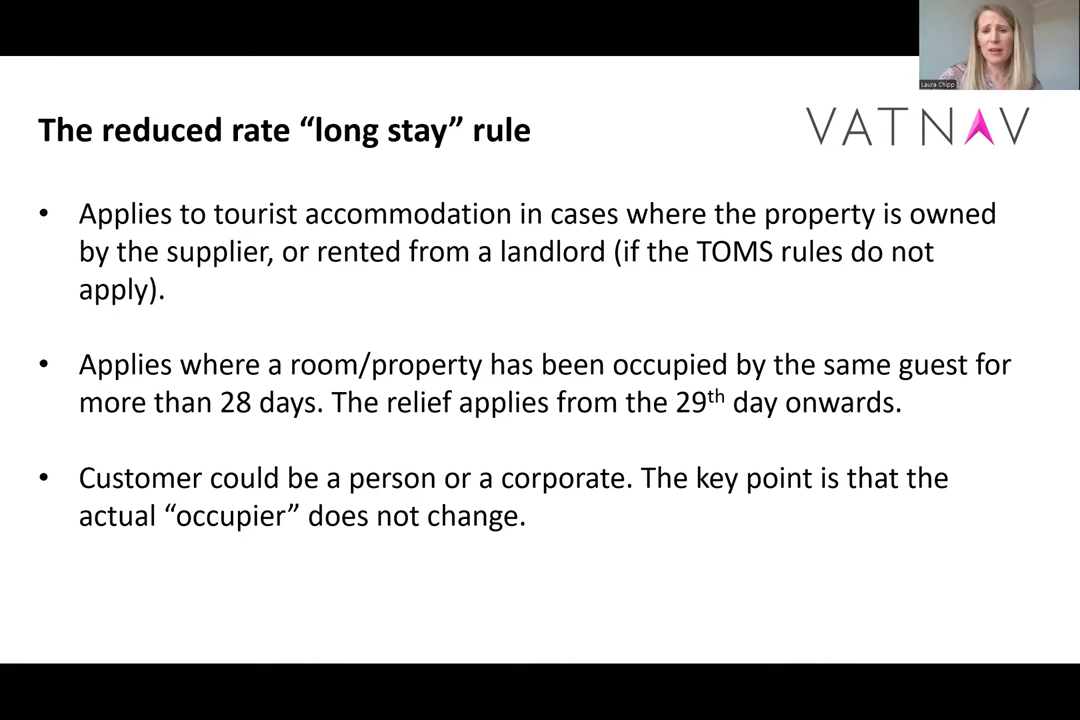 Laura Chipp
The reduced rate “long stay” rule
VATNAV
• Applies to tourist accommodation in cases where the property is owned
by the supplier, or rented from a landlord (if the TOMS rules do not
apply).
• Applies where a room/property has been occupied by the same guest for
more than 28 days. The relief applies from the 29th day onwards.
• Customer could be a person or a corporate. The key point is that the
actual “occupier” does not change.